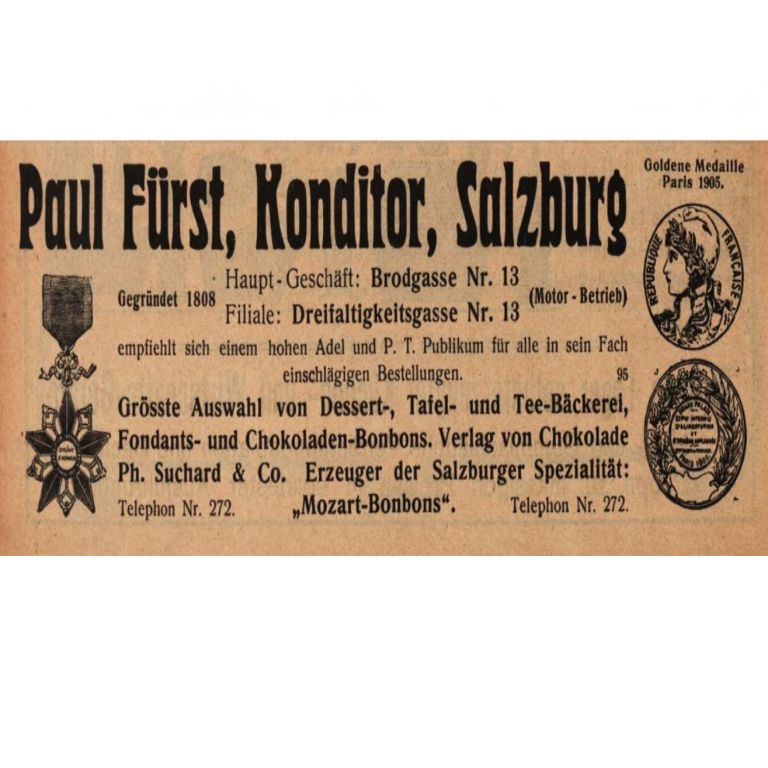 Paul Fürst, Konditor, Salzburg
Goldene Medaille
Paris 1905.
RÉPUBLIQUE FRANÇAISE
Gegründet 1808
Haupt-Geschäft: Brodgasse Nr. 13
Filiale: Dreifaltigkeitsgasse Nr. 13
(Motor-Betrieb)
empfiehlt sich einem hohen Adel und P. T. Publikum für alle in sein Fach
einschlägigen Bestellungen. 95
Grösste Auswahl von Dessert-, Tafel- und Tee-Bäckerei,
Fondants- und Chokoladen-Bonbons. Verlag von Chokolade
Ph. Suchard & Co. Erzeuger der Salzburger Spezialität:
Telephon Nr. 272. „Mozart-Bonbons“. Telephon Nr. 272.